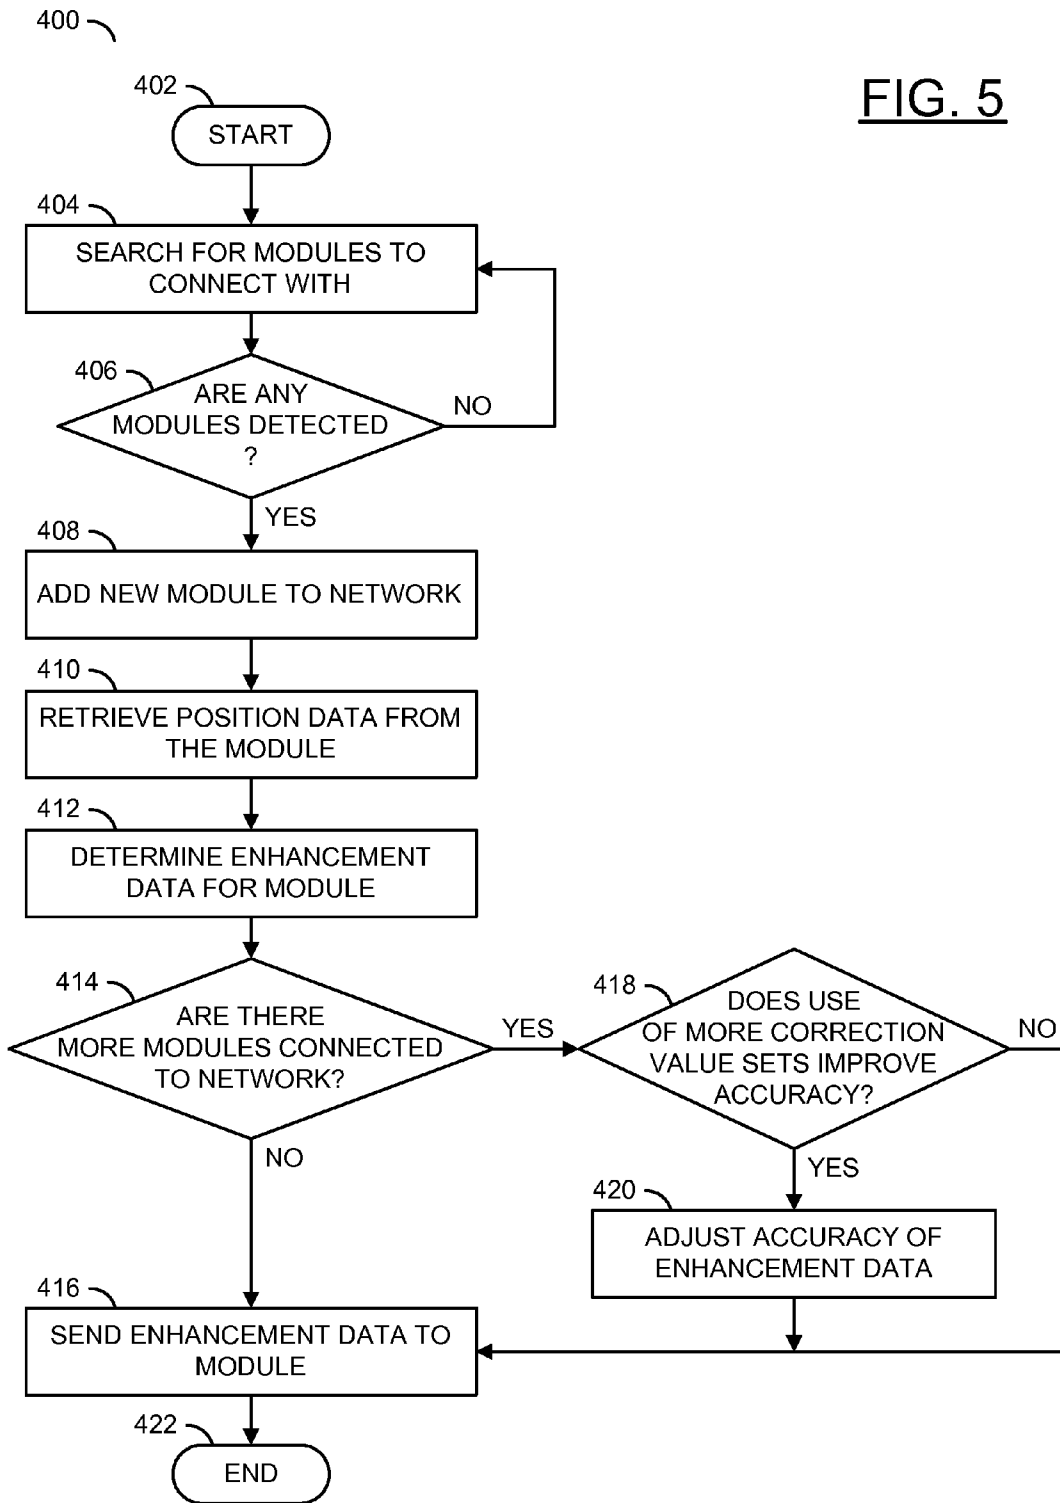 400
402
FIG. 5
START
404
SEARCH FOR MODULES TO
CONNECT WITH
406
ARE ANY
MODULES DETECTED
?
NO
YES
408
ADD NEW MODULE TO NETWORK
410
RETRIEVE POSITION DATA FROM
THE MODULE
412
DETERMINE ENHANCEMENT
DATA FOR MODULE
414
ARE THERE
MORE MODULES CONNECTED
TO NETWORK?
YES
NO
418
DOES USE
OF MORE CORRECTION
VALUE SETS IMPROVE
ACCURACY?
NO
YES
420
ADJUST ACCURACY OF
ENHANCEMENT DATA
416
SEND ENHANCEMENT DATA TO
MODULE
422
END